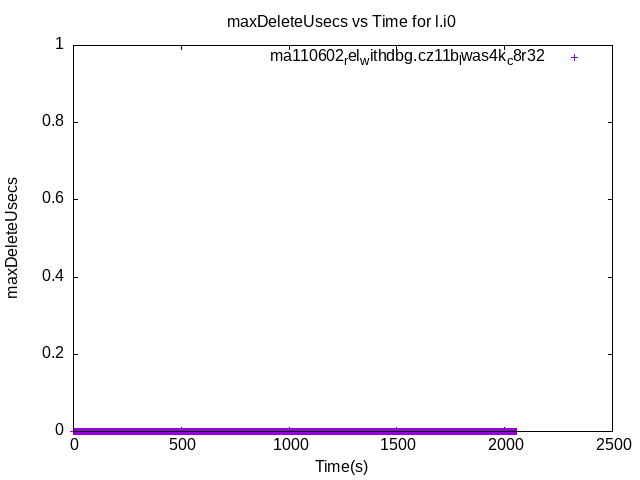 maxDeleteUsecs vs Time for l.i0
1
ma110602relwithdbg.cz11blwas4kc8r32
0.8
0.6
maxDeleteUsecs
0.4
0.2
0
0 500 1000 1500 2000 2500
Time(s)